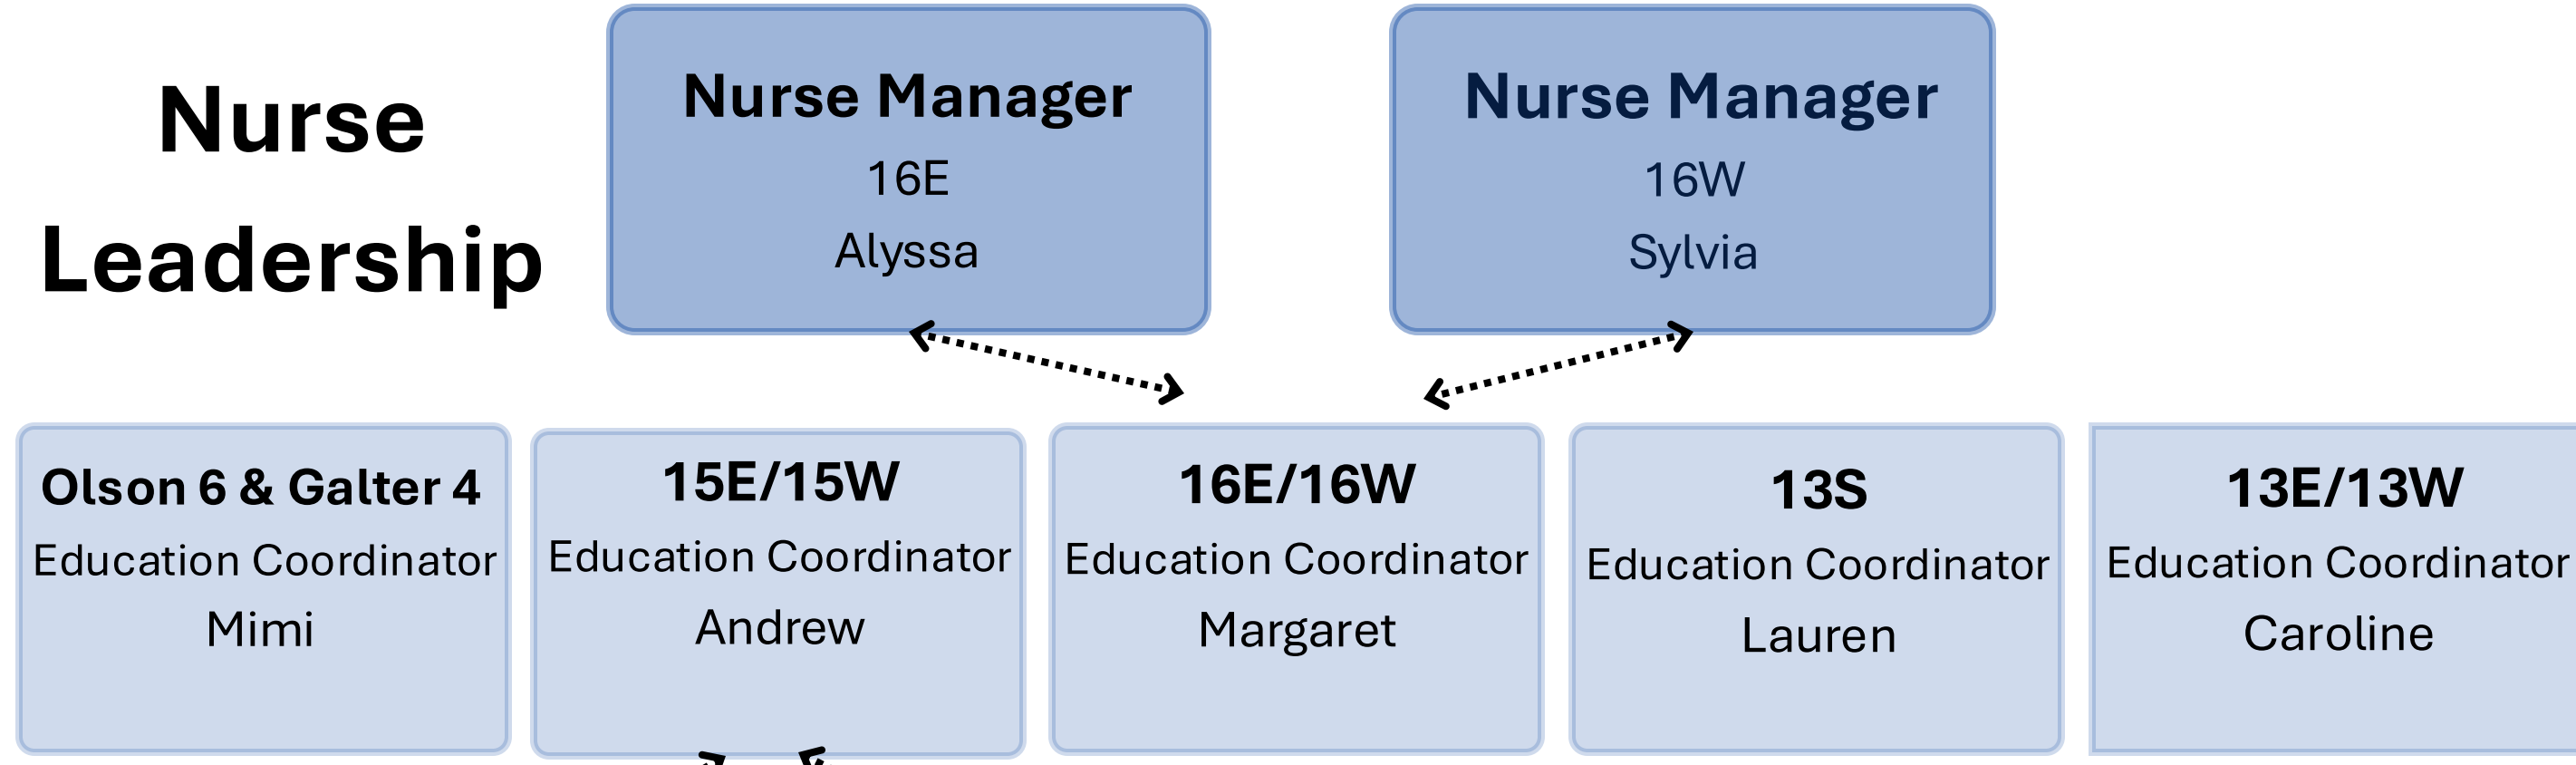 Nurse
Leadership
Nurse Manager
16E
Alyssa
Nurse Manager
16W
Sylvia
Olson 6 & Galter 4
Education Coordinator
Mimi
15E/15W
Education Coordinator
Andrew
16E/16W
Education Coordinator
Margaret
13S
Education Coordinator
Lauren
13E/13W
Education Coordinator
Caroline